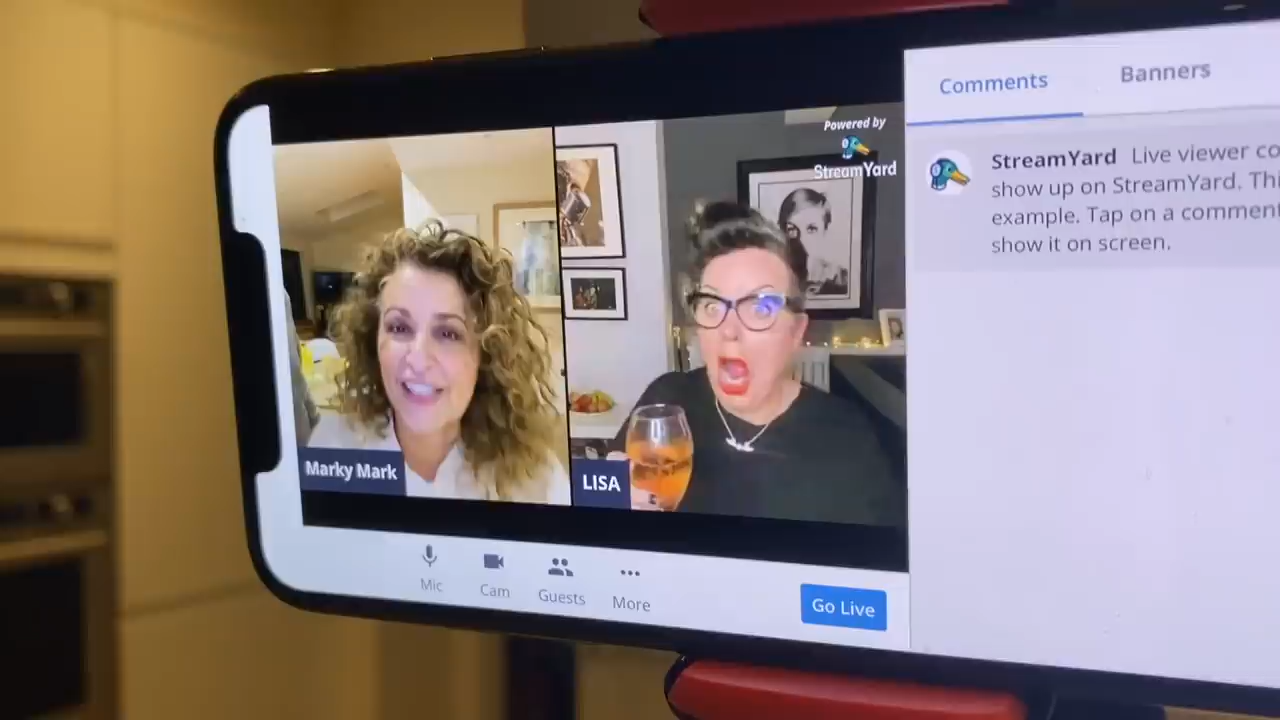 Comments
Banners
Powered by
StreamYard
StreamYard Live viewer co
show up on StreamYard. Thi
example. Tap on a comment
show it on screen.
Marky Mark
LISA
Mic
Cam
Guests
More
Go Live